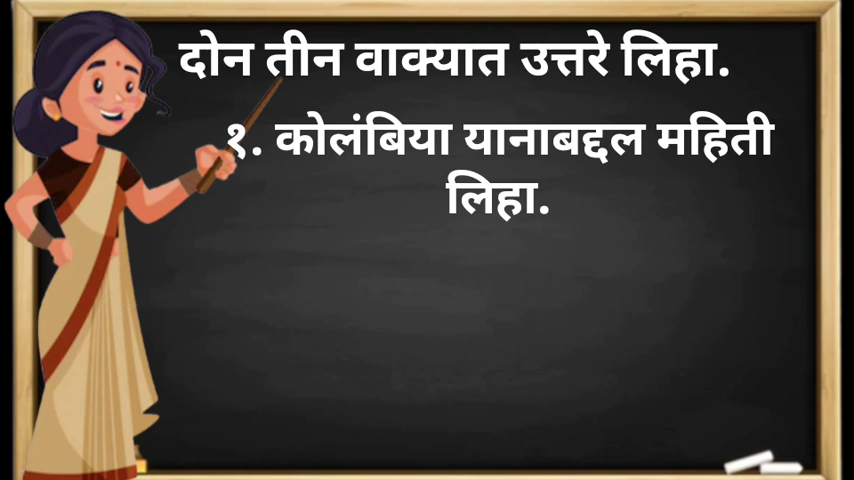 दोन तीन वाक्यात उत्तरे लिहा.
१. कोलंबिया यानाबद्दल महिती
लिहा.